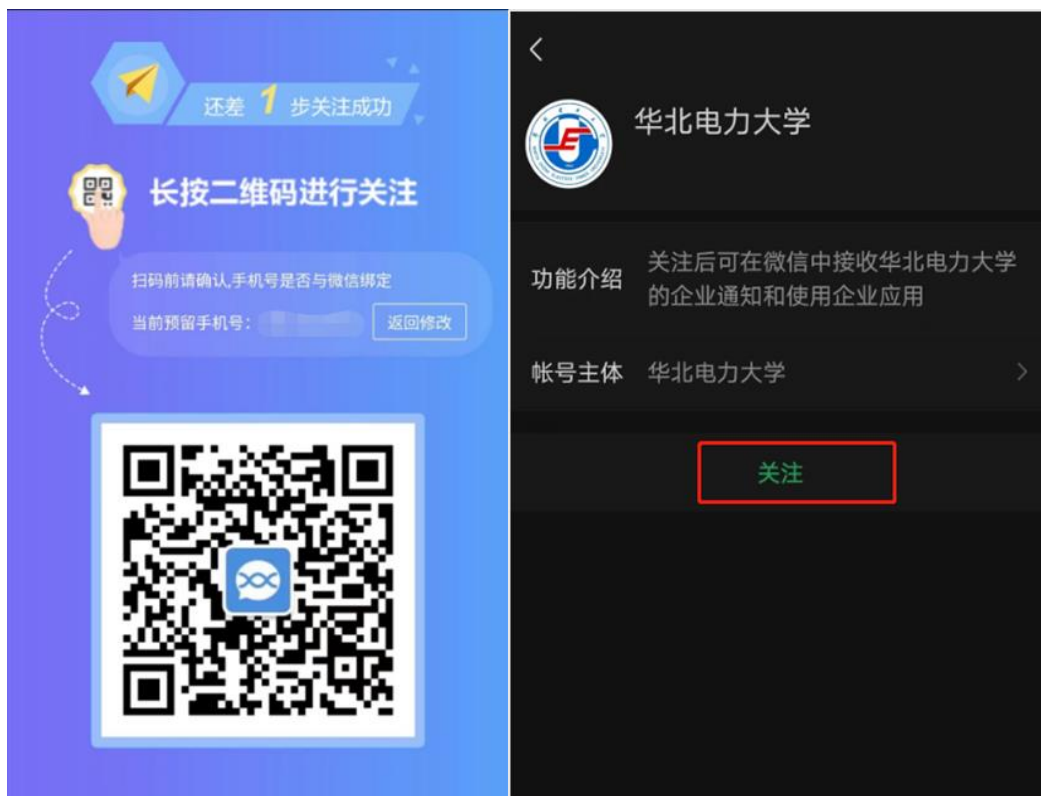 还差 1 步关注成功
长按二维码进行关注
扫码前请确认,手机号是否与微信绑定
当前预留手机号：
返回修改
华北电力大学
功能介绍
关注后可在微信中接收华北电力大学
的企业通知和使用企业应用
帐号主体
华北电力大学
关注